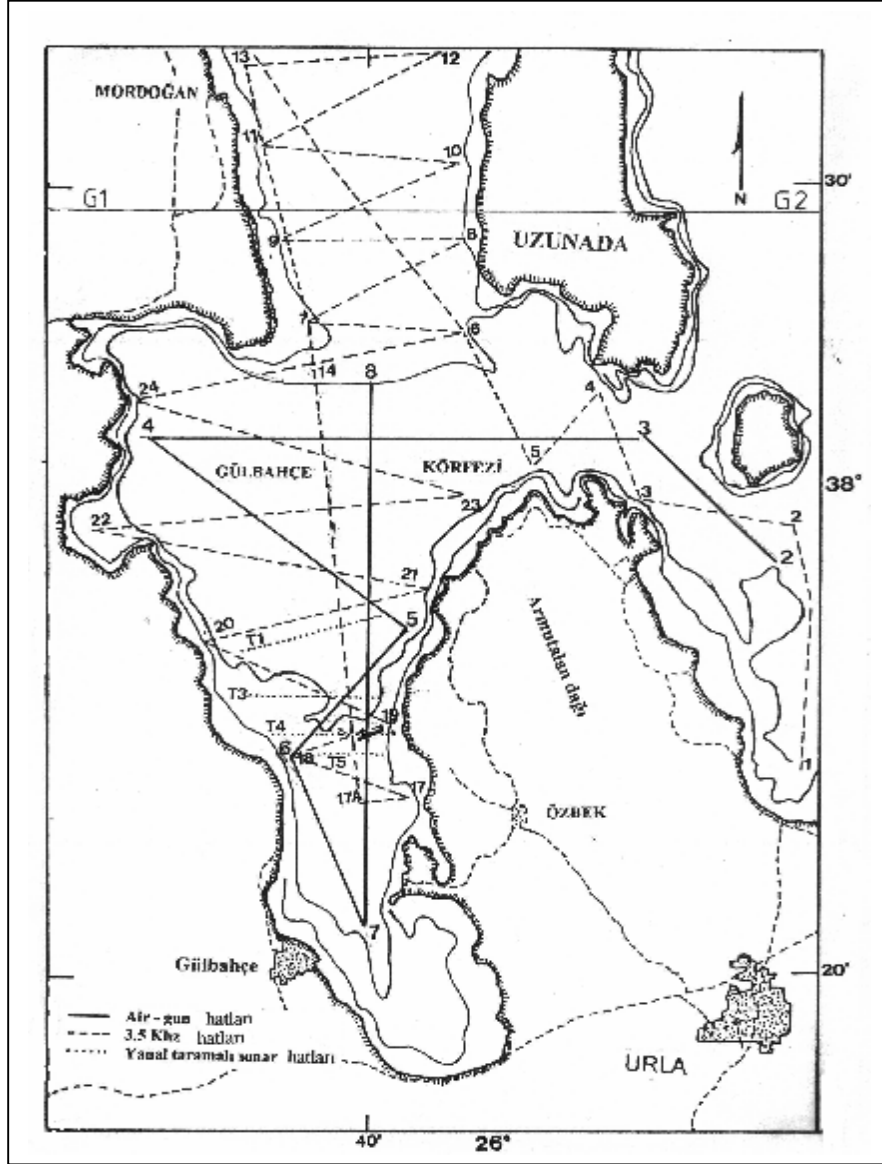 13
12
MORDOĞAN
11
10
30'
G1
G2
N
9
8
UZUNADA
7
6
114
8
24
4
4
3
GÜLBAHÇE
KÖRFEZİ
5
38°
22
23
3
2
2
21
20
T1
5
Armutalan dağı
T3
19
T4
6
18
T5
1
17A
17
ÖZBEK
7
Gülbahçe
20'
Air-gun hatları
3.5 Khz hatları
Yanal taramalı sonar hatları
URLA
40'
26°